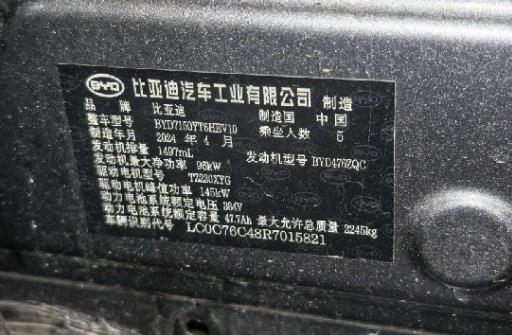 BYD 比亚迪汽车工业有限公司 制造
品牌 比亚迪 制造国 中国
整车型号 BYD7150YT6HEV10 乘坐人数 5
制造年月 2024 年 4 月
发动机排量 1497mL 发动机型号 BYD476ZQC
发动机最大净功率 98kW
驱动电机型号 TZ220XYG
驱动电机峰值功率 145kW
动力电池系统额定电压 384V
动力电池系统额定容量 47.7Ah 最大允许总质量 2245kg
车辆识别代号 LC0C76C48R7015821